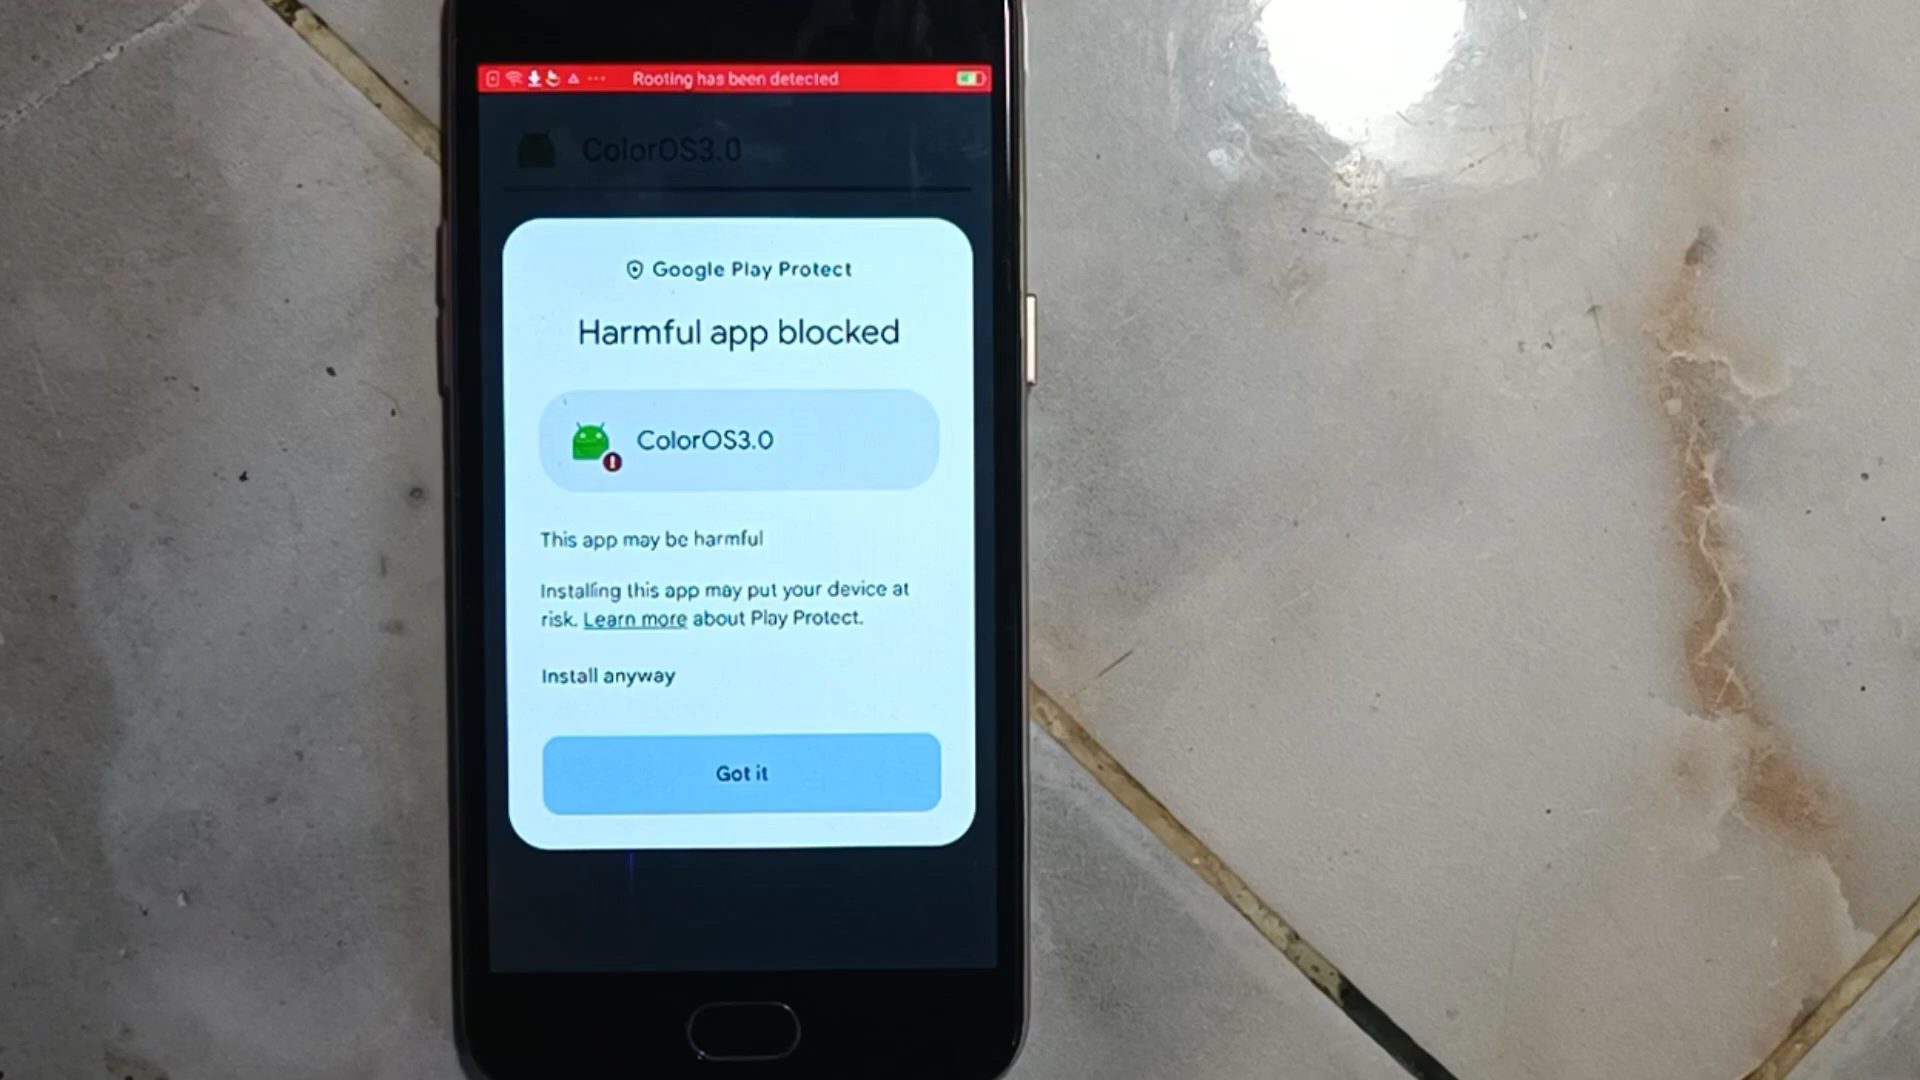 Rooting has been detected
ColorOS3.0
Google Play Protect
Harmful app blocked
ColorOS3.0
This app may be harmful
Installing this app may put your device at
risk. Learn more about Play Protect.
Install anyway
Got it